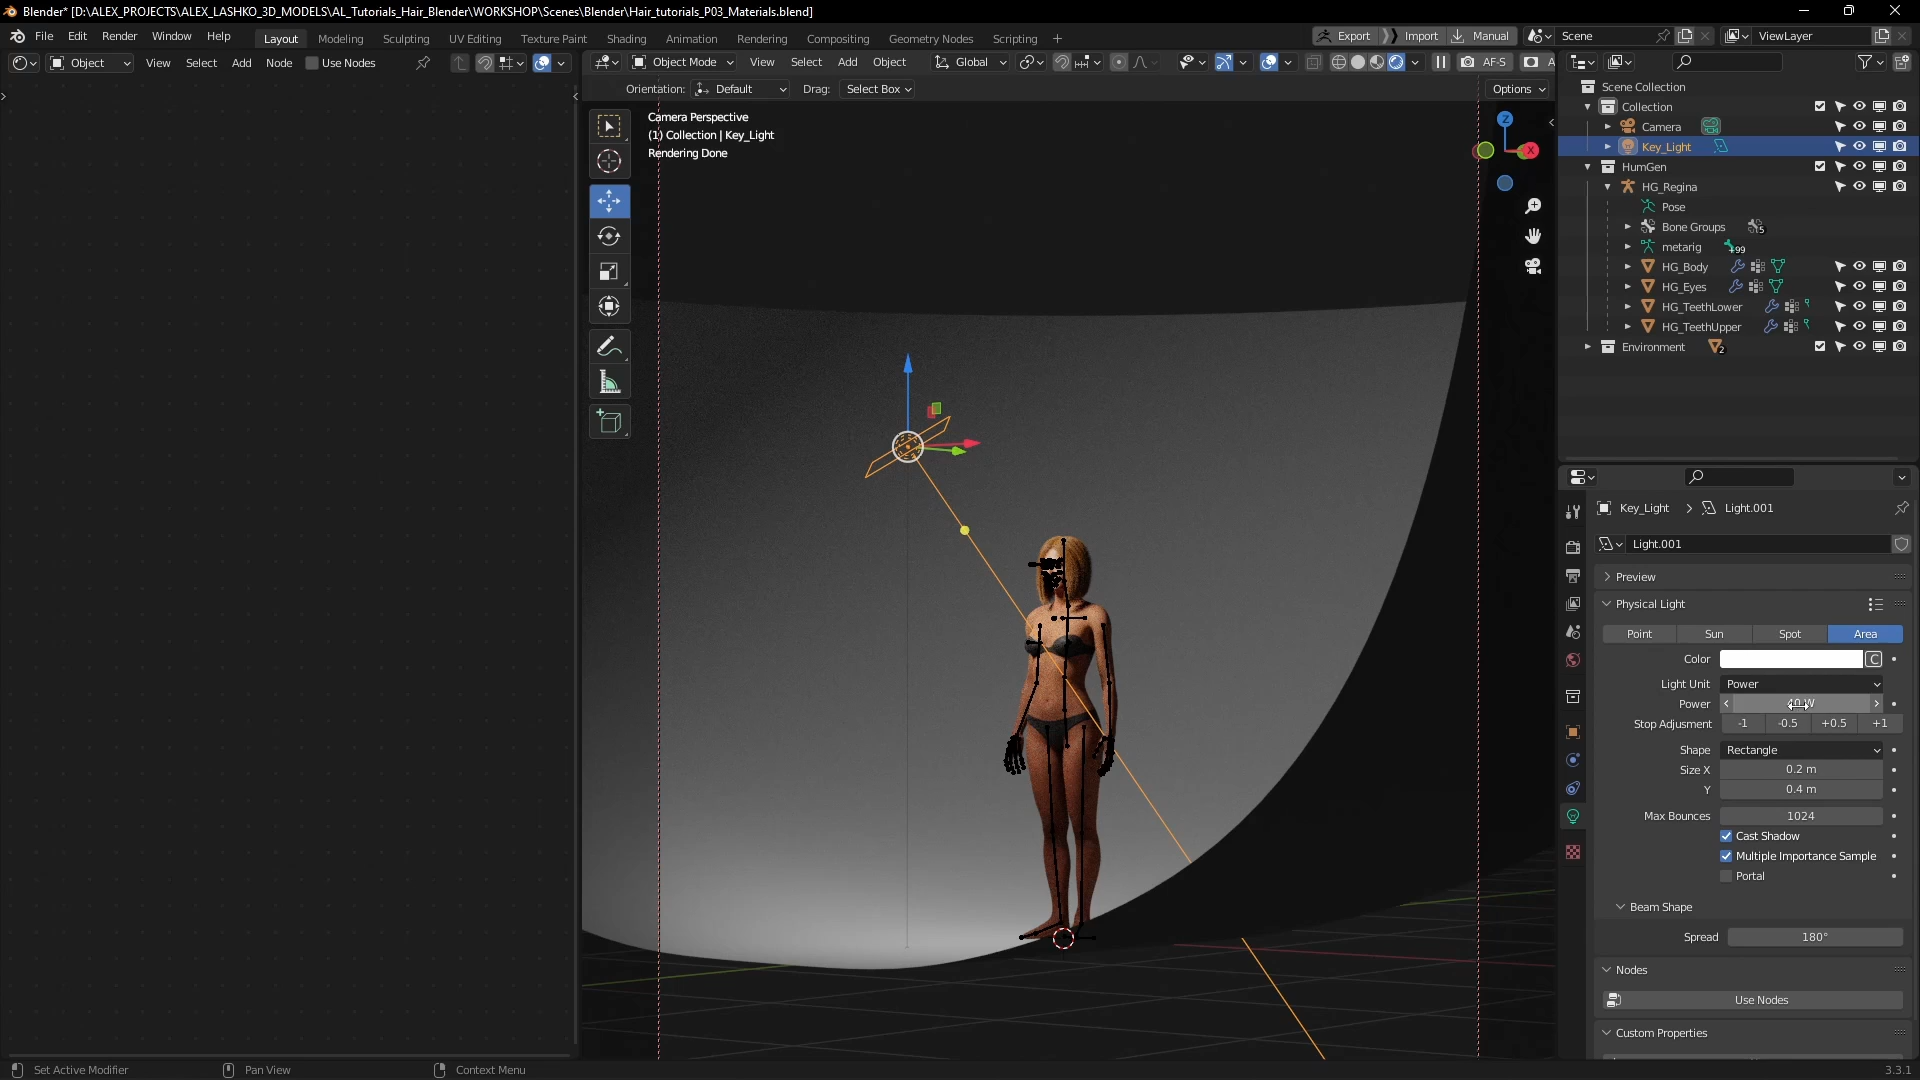 Blender* [D:\ALEX_PROJECTS\ALEX_LASHKO_3D_MODELS\AL_Tutorials_Hair_Blender\WORKSHOP\Scenes\Blender\Hair_tutorials_P03_Materials.blend]
File Edit Render Window Help Layout Modeling Sculpting UV Editing Texture Paint Shading Animation Rendering Compositing Geometry Nodes Scripting + Export Import Manual Scene ViewLayer
Object View Select Add Node Use Nodes Object Mode View Select Add Object Global AF-S A
Orientation: Default Drag: Select Box Options
Camera Perspective
(1) Collection | Key_Light
Rendering Done
Z
X
Scene Collection
Collection
Camera
Key_Light
HumGen
HG_Regina
Pose
Bone Groups 5
metarig +99
HG_Body
HG_Eyes
HG_TeethLower
HG_TeethUpper
Environment 2
Key_Light > Light.001
Light.001
Preview
Physical Light
Point Sun Spot Area
Color C
Light Unit Power
Power
Stop Adjusment -1 -0.5 +0.5 +1
Shape Rectangle
Size X 0.2 m
Y 0.4 m
Max Bounces 1024
Cast Shadow
Multiple Importance Sample
Portal
Beam Shape
Spread 180°
Nodes
Use Nodes
Custom Properties
Set Active Modifier Pan View Context Menu 3.3.1